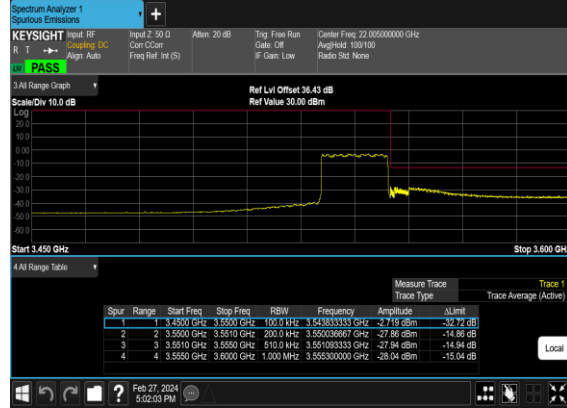 Spectrum Analyzer 1
Spurious Emissions
KEYSIGHT Input: RF Input Z: 50 Ω Atten: 20 dB Trig: Free Run Center Freq: 22.005000000 GHz
R T Coupling: DC Corr CCorr Gate: Off Avg|Hold: 100/100
Align: Auto Freq Ref: Int (S) IF Gain: Low Radio Std: None
LW PASS
3 All Range Graph
Ref Lvl Offset 36.43 dB
Scale/Div 10.0 dB Ref Value 30.00 dBm
Log
20.0
10.0
0.00
-10.0
-20.0
-30.0
-40.0
-50.0
-60.0
Start 3.450 GHz Stop 3.600 GHz
4 All Range Table
Measure Trace Trace 1
Trace Type Trace Average (Active)
Spur Range Start Freq Stop Freq RBW Frequency Amplitude ΔLimit
1 1 3.4500 GHz 3.5500 GHz 100.0 kHz 3.543833333 GHz -2.719 dBm -32.72 dB
2 2 3.5500 GHz 3.5510 GHz 200.0 kHz 3.550036667 GHz -27.86 dBm -14.86 dB
3 3 3.5510 GHz 3.5550 GHz 510.0 kHz 3.551093333 GHz -27.94 dBm -14.94 dB
4 4 3.5550 GHz 3.6000 GHz 1.000 MHz 3.555300000 GHz -28.04 dBm -15.04 dB
Local
Feb 27, 2024
5:02:03 PM